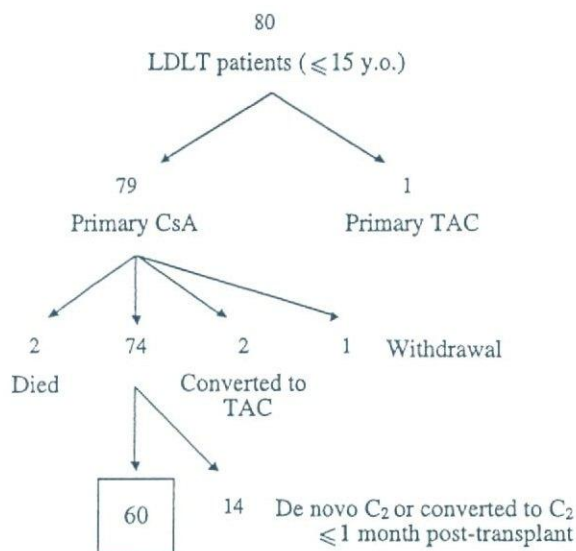 80
LDLT patients (⩽15 y.o.)
79 1
Primary CsA Primary TAC
2 74 2 1 Withdrawal
Died Converted to
TAC
60 14 De novo C₂ or converted to C₂
⩽1 month post-transplant